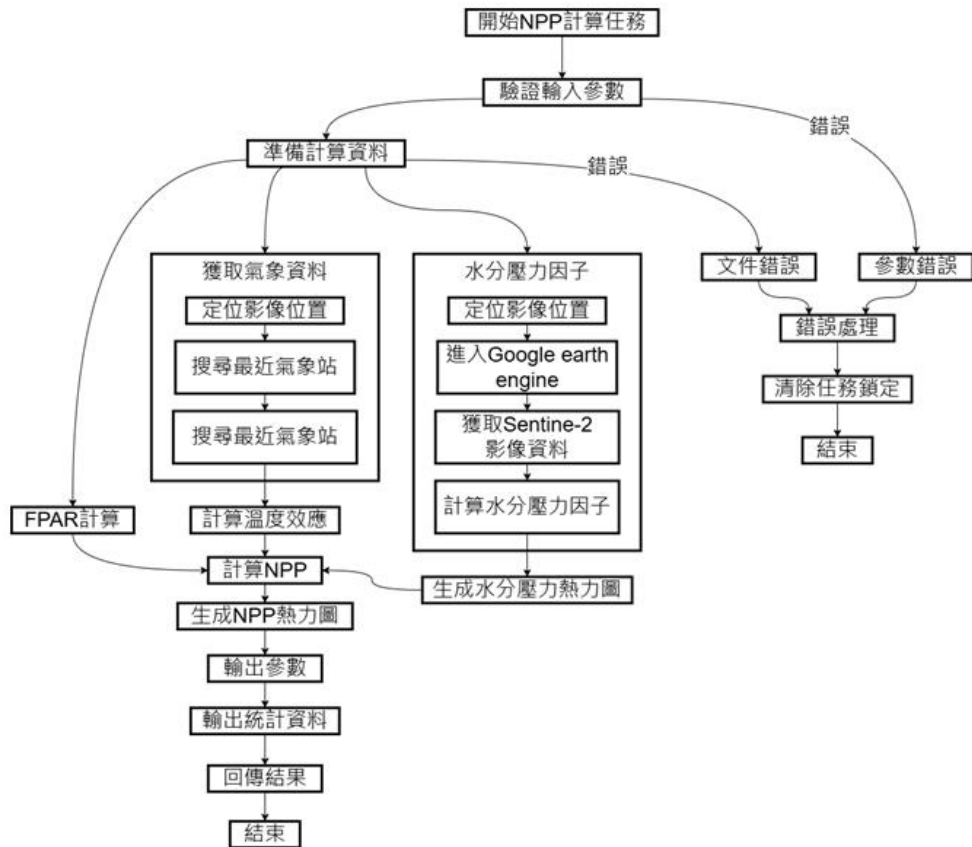 開始NPP計算任務
驗證輸入參數
錯誤
準備計算資料
錯誤
獲取氣象資料
定位影像位置
搜尋最近氣象站
搜尋最近氣象站
水分壓力因子
定位影像位置
進入Google earth
engine
獲取Sentine-2
影像資料
計算水分壓力因子
文件錯誤
參數錯誤
錯誤處理
清除任務鎖定
結束
FPAR計算
計算溫度效應
計算NPP
生成水分壓力熱力圖
生成NPP熱力圖
輸出參數
輸出統計資料
回傳結果
結束